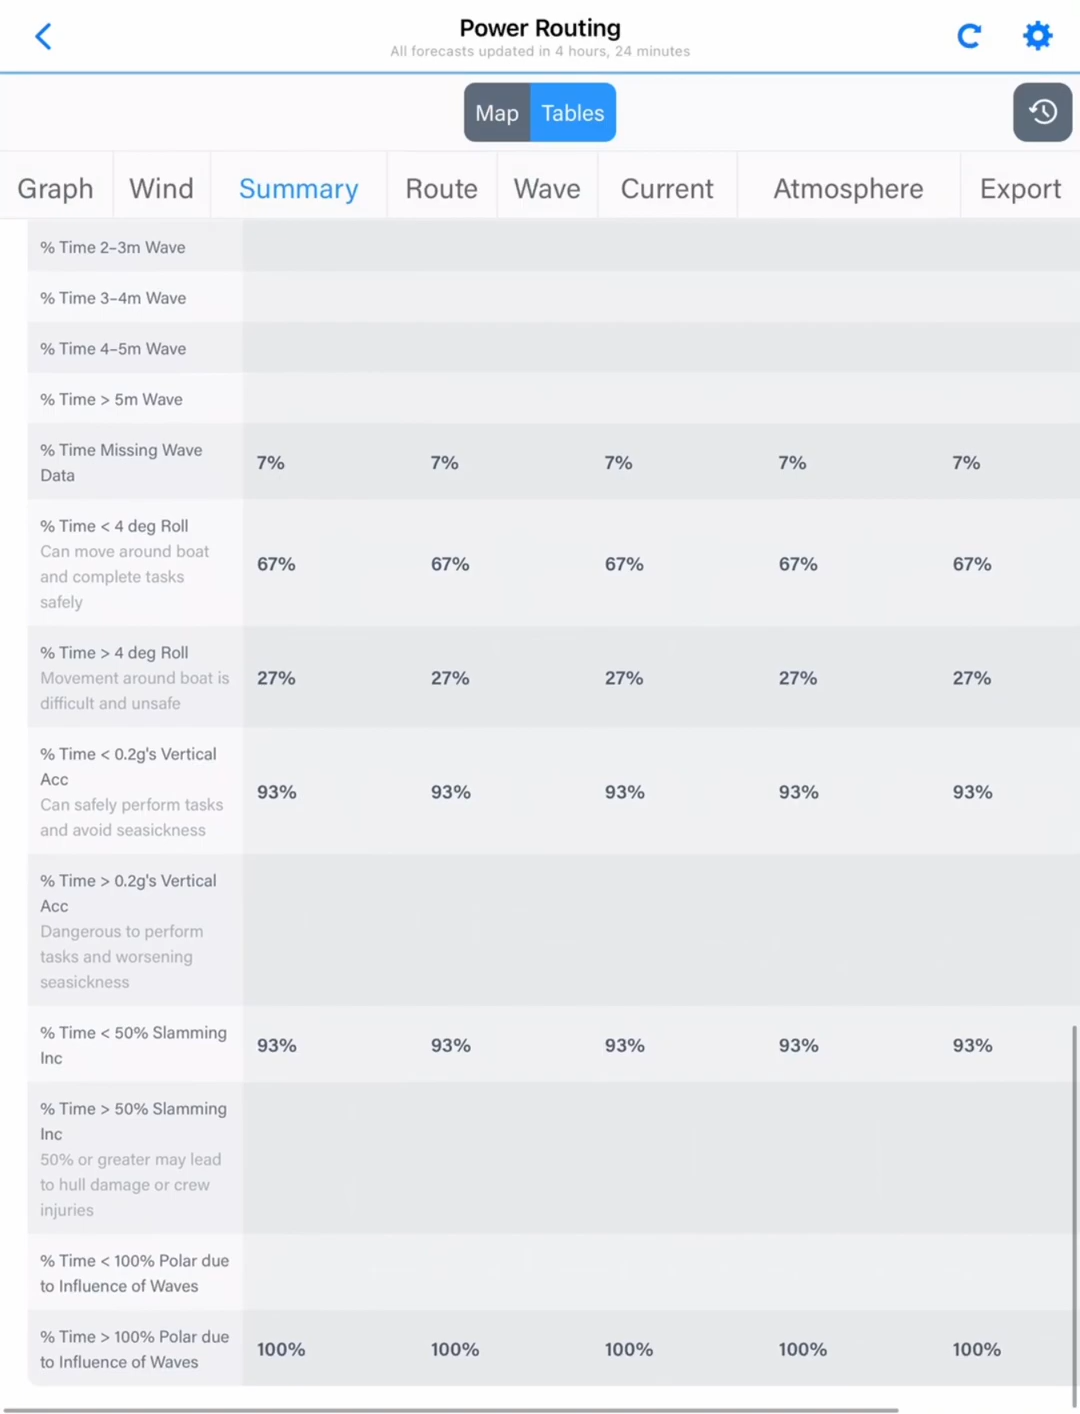 Power Routing
All forecasts updated in 4 hours, 24 minutes
Map Tables
Graph Wind Summary Route Wave Current Atmosphere Export
% Time 2–3m Wave
% Time 3–4m Wave
% Time 4–5m Wave
% Time > 5m Wave
% Time Missing Wave
Data
7% 7% 7% 7% 7%
% Time < 4 deg Roll
Can move around boat
and complete tasks
safely
67% 67% 67% 67% 67%
% Time > 4 deg Roll
Movement around boat is
difficult and unsafe
27% 27% 27% 27% 27%
% Time < 0.2g's Vertical
Acc
Can safely perform tasks
and avoid seasickness
93% 93% 93% 93% 93%
% Time > 0.2g's Vertical
Acc
Dangerous to perform
tasks and worsening
seasickness
% Time < 50% Slamming
Inc
93% 93% 93% 93% 93%
% Time > 50% Slamming
Inc
50% or greater may lead
to hull damage or crew
injuries
% Time < 100% Polar due
to Influence of Waves
% Time > 100% Polar due
to Influence of Waves
100% 100% 100% 100% 100%